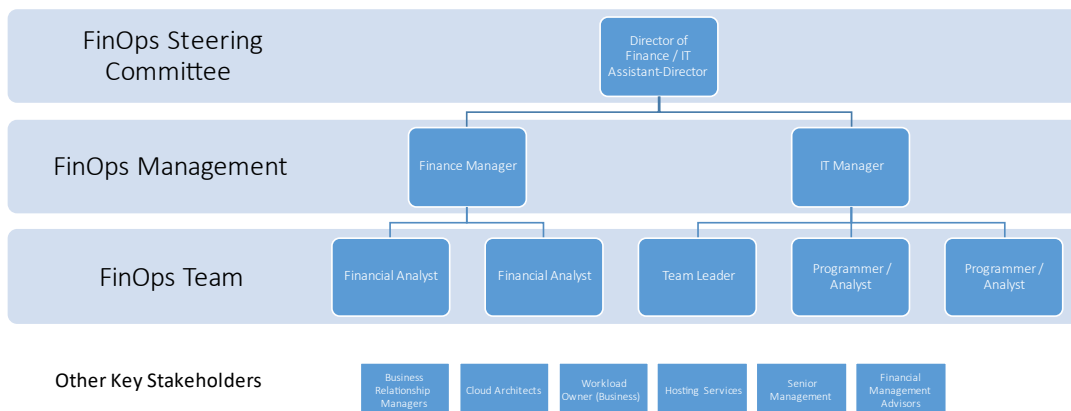 FinOps Steering
Committee
Director of
Finance / IT
Assistant-Director
FinOps Management
Finance Manager
IT Manager
FinOps Team
Financial Analyst
Financial Analyst
Team Leader
Programmer /
Analyst
Programmer /
Analyst
Other Key Stakeholders
Business
Relationship
Managers
Cloud Architects
Workload
Owner (Business)
Hosting Services
Senior
Management
Financial
Management
Advisors